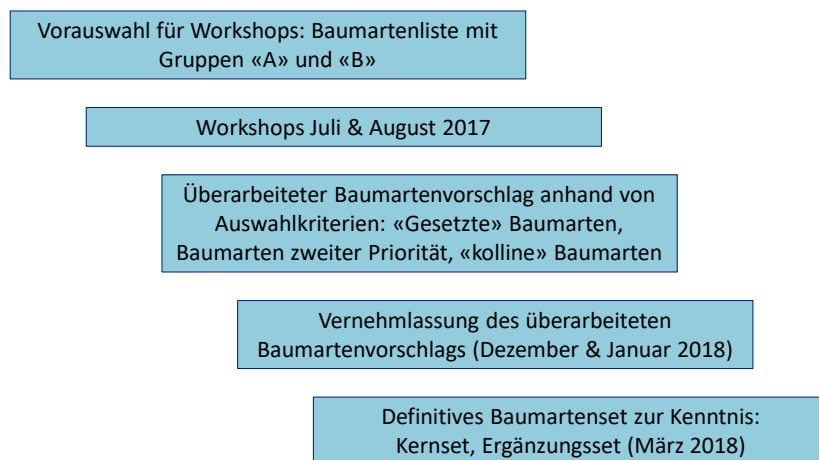 Vorauswahl für Workshops: Baumartenliste mit
Gruppen «A» und «B»
Workshops Juli & August 2017
Überarbeiteter Baumartenvorschlag anhand von
Auswahlkriterien: «Gesetzte» Baumarten,
Baumarten zweiter Priorität, «kolline» Baumarten
Vernehmlassung des überarbeiteten
Baumartenvorschlags (Dezember & Januar 2018)
Definitives Baumartenset zur Kenntnis:
Kernset, Ergänzungsset (März 2018)